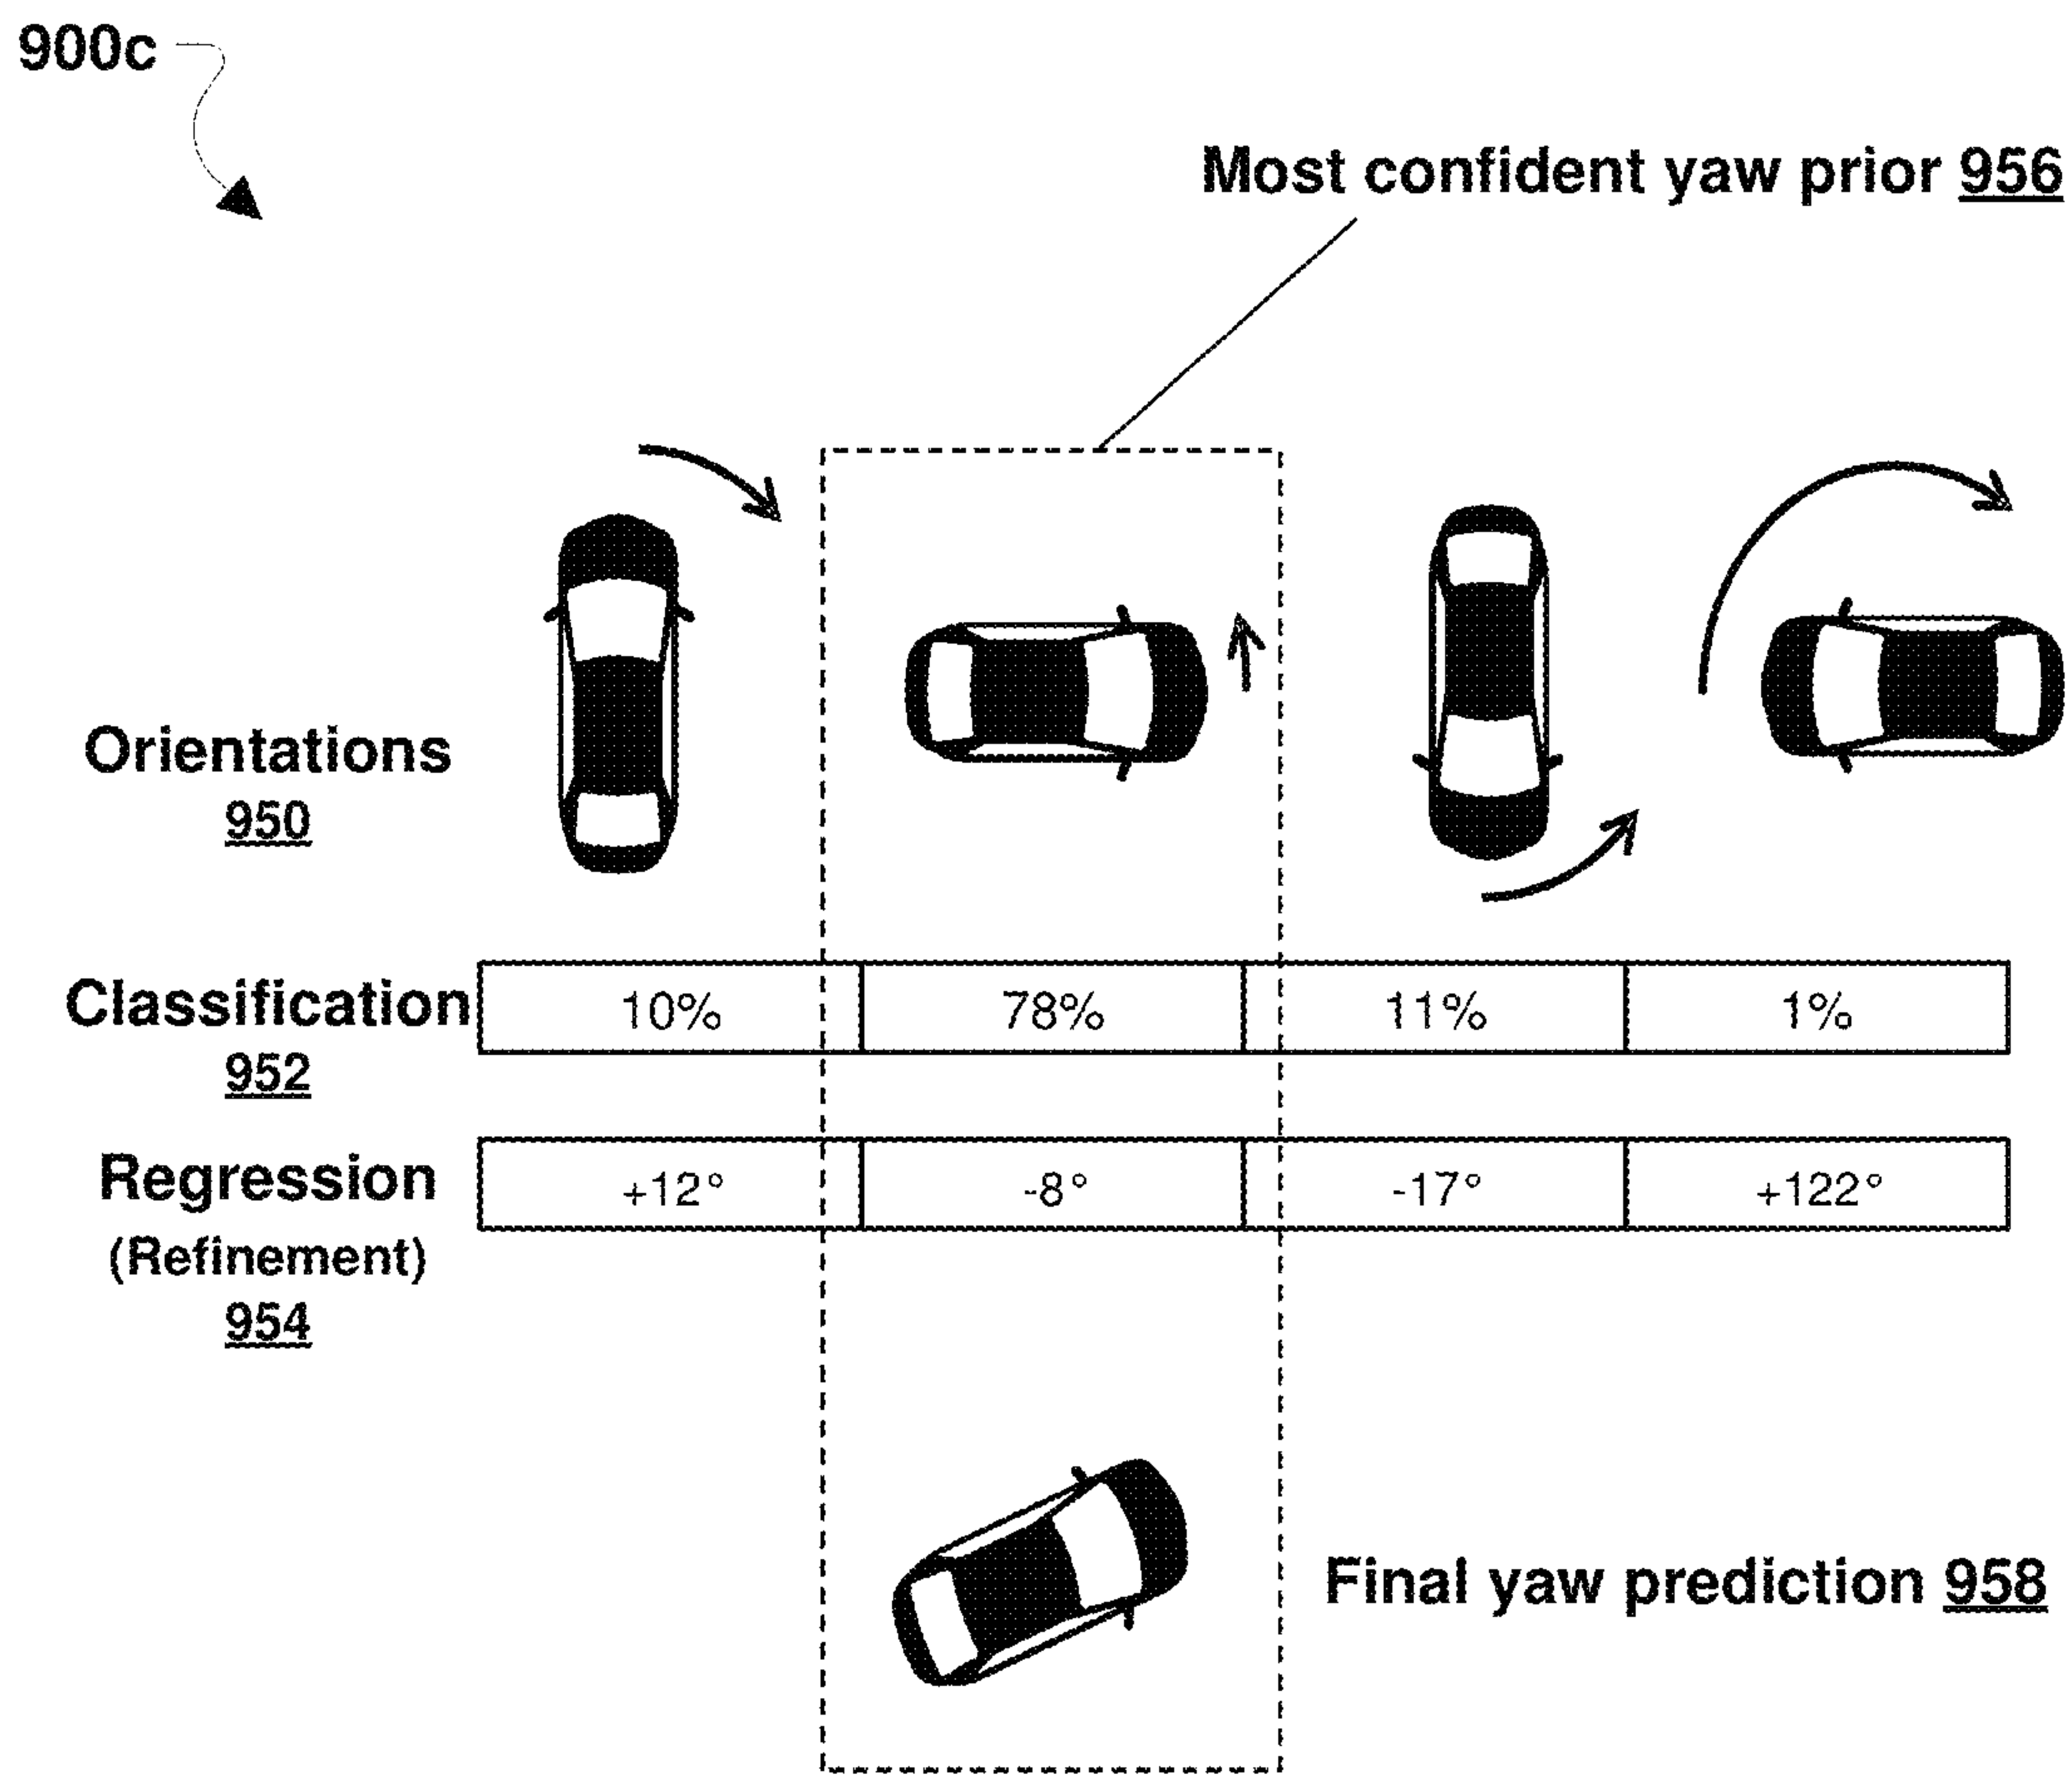 900c
Most confident yaw prior 956
Orientations
950
Classification 10% 78% 11% 1%
952
Regression +12° -8° -17° +122°
(Refinement)
954
Final yaw prediction 958